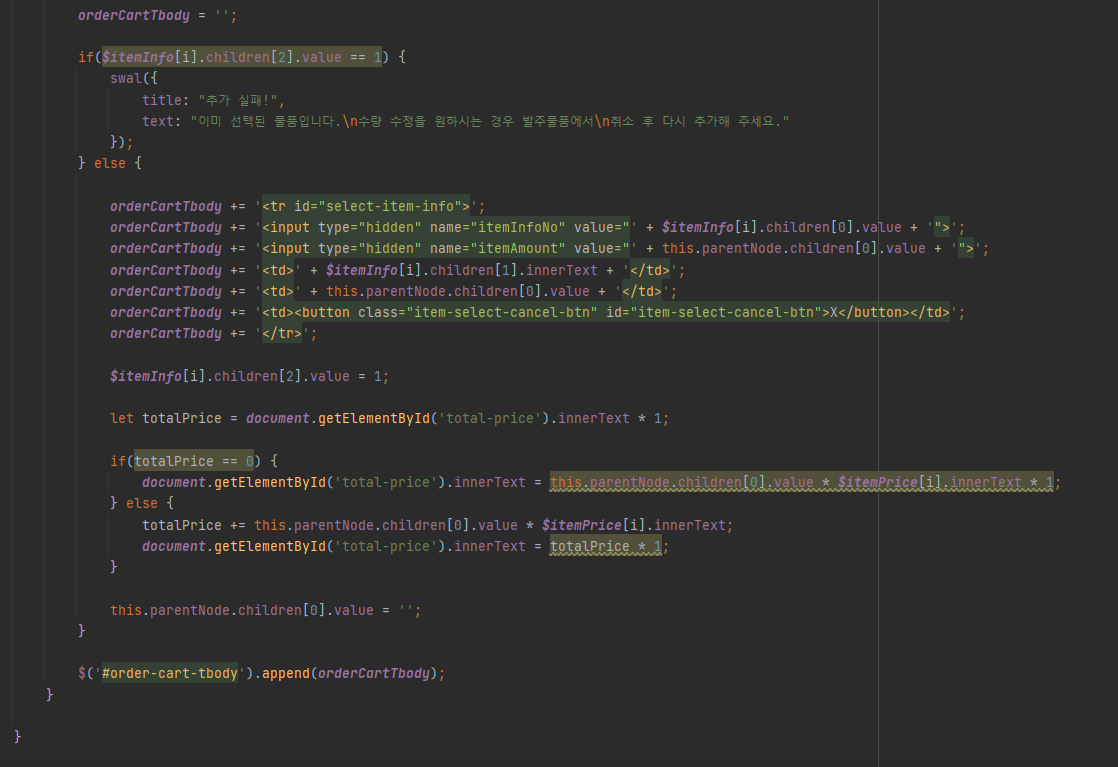 orderCartTbody = '';
if($itemInfo[i].children[2].value == 1) {
swal({
title: "추가 실패!",
text: "이미 선택된 물품입니다.\n수량 수정을 원하시는 경우 발주물품에서\n취소 후 다시 추가해 주세요."
});
} else {
orderCartTbody += '<tr id="select-item-info">';
orderCartTbody += '<input type="hidden" name="itemInfoNo" value="' + $itemInfo[i].children[0].value + '">';
orderCartTbody += '<input type="hidden" name="itemAmount" value="' + this.parentNode.children[0].value + '">';
orderCartTbody += '<td>' + $itemInfo[i].children[1].innerText + '</td>';
orderCartTbody += '<td>' + this.parentNode.children[0].value + '</td>';
orderCartTbody += '<td><button class="item-select-cancel-btn" id="item-select-cancel-btn">X</button></td>';
orderCartTbody += '</tr>';
$itemInfo[i].children[2].value = 1;
let totalPrice = document.getElementById('total-price').innerText * 1;
if(totalPrice == 0) {
document.getElementById('total-price').innerText = this.parentNode.children[0].value * $itemPrice[i].innerText * 1;
} else {
totalPrice += this.parentNode.children[0].value * $itemPrice[i].innerText;
document.getElementById('total-price').innerText = totalPrice * 1;
}
this.parentNode.children[0].value = '';
}
$('#order-cart-tbody').append(orderCartTbody);
}
}